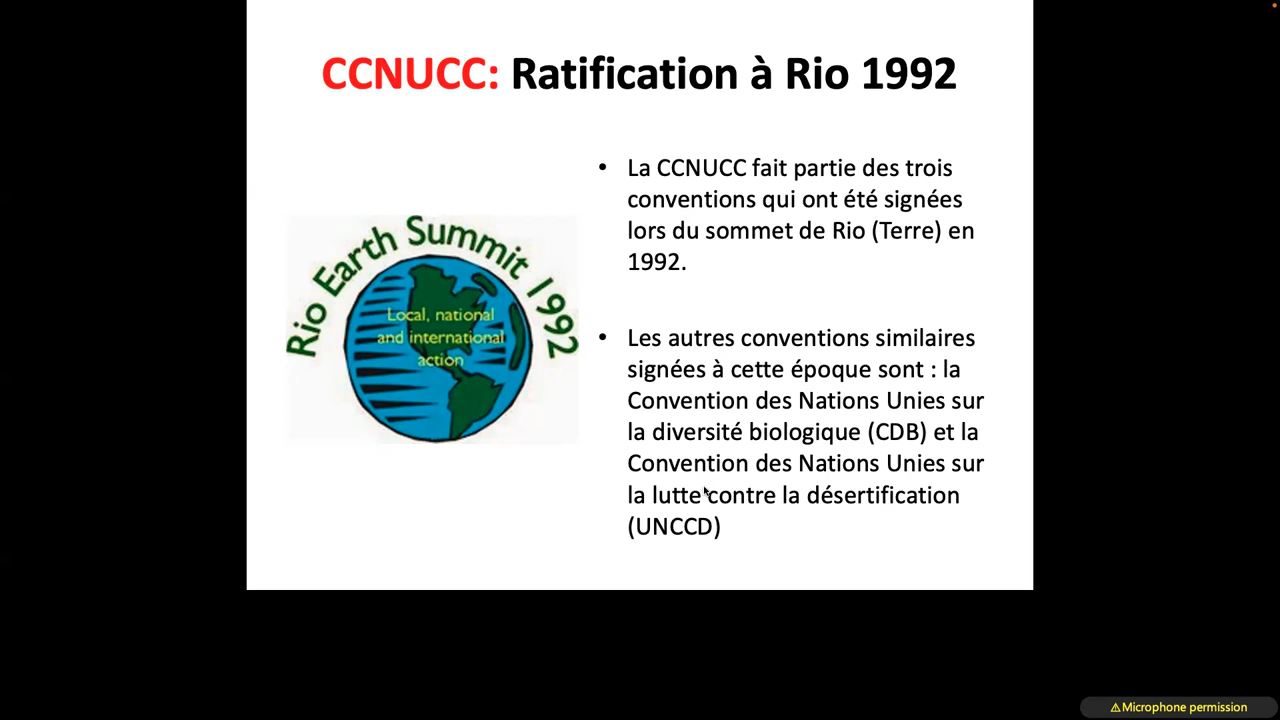 CCNUCC: Ratification à Rio 1992
Rio Earth Summit 1992
Local, national
and international
action
• La CCNUCC fait partie des trois
conventions qui ont été signées
lors du sommet de Rio (Terre) en
1992.
• Les autres conventions similaires
signées à cette époque sont : la
Convention des Nations Unies sur
la diversité biologique (CDB) et la
Convention des Nations Unies sur
la lutte contre la désertification
(UNCCD)
⚠Microphone permission